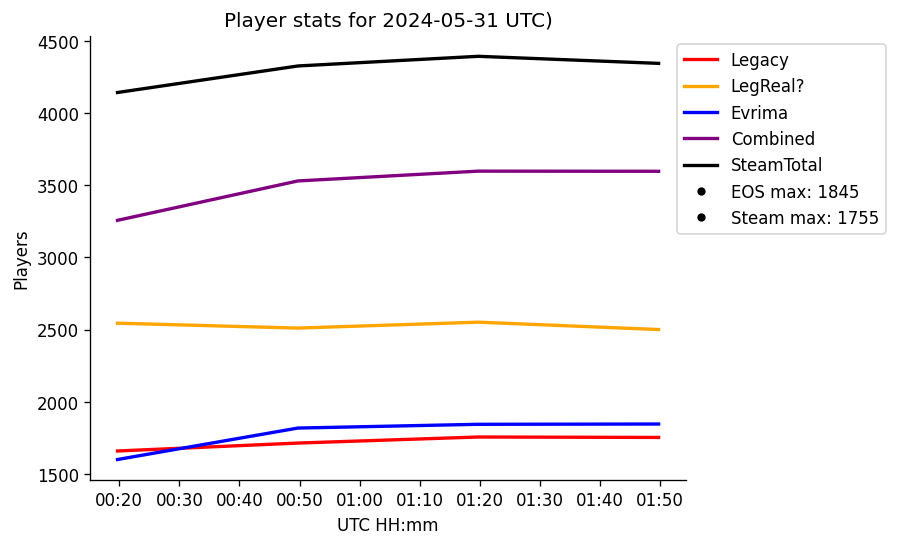 Player stats for 2024-05-31 UTC)
4500
4000
3500
3000
2500
2000
1500
Players
00:20 00:30 00:40 00:50 01:00 01:10 01:20 01:30 01:40 01:50
UTC HH:mm
Legacy
LegReal?
Evrima
Combined
SteamTotal
EOS max: 1845
Steam max: 1755